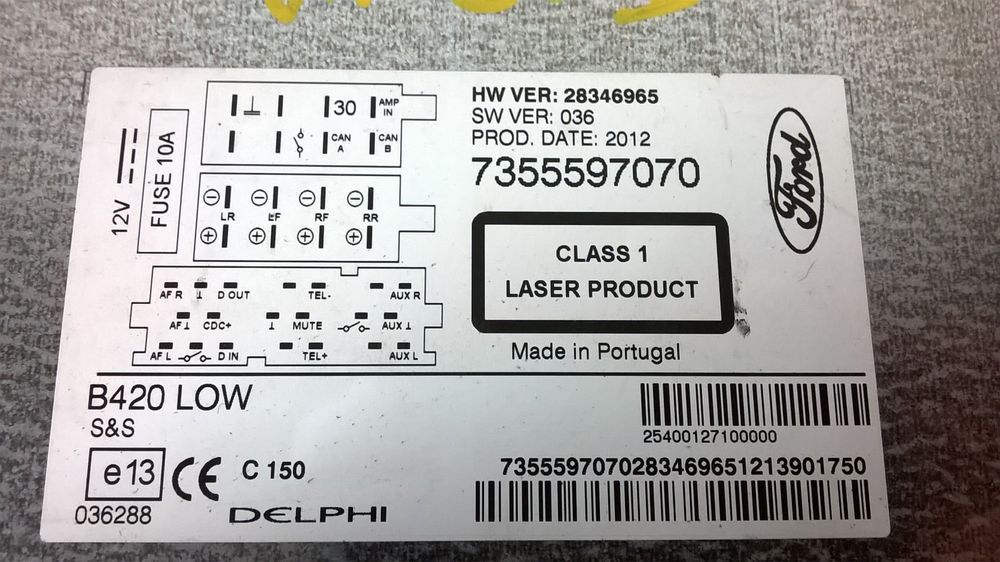 12V
FUSE 10A
30 AMP IN
CAN A CAN B
LR LF RF RR
AF R D OUT TEL- AUX R
AF CDC+ MUTE AUX
AF L D IN TEL+ AUX L
HW VER: 28346965
SW VER: 036
PROD. DATE: 2012
7355597070
Ford
CLASS 1
LASER PRODUCT
Made in Portugal
B420 LOW
S&S
25400127100000
e13
C E
C 150
73555970702834696512139​01750
036288
DELPHI